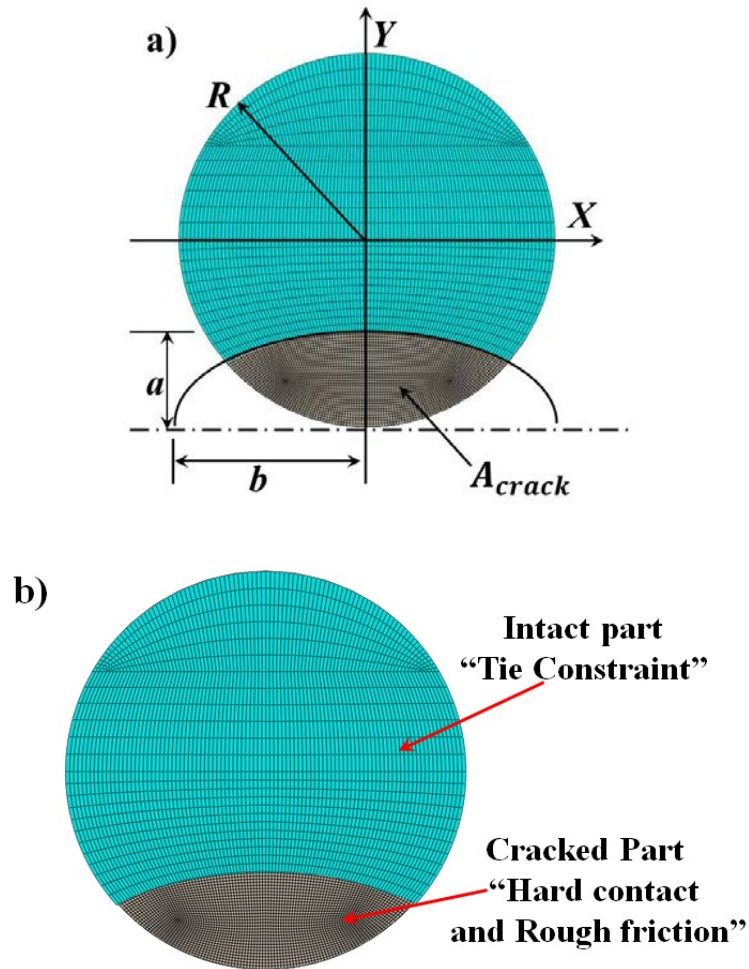 a)
Y
R
X
a
b
A_crack
b)
Intact part
“Tie Constraint”
Cracked Part
“Hard contact
and Rough friction”